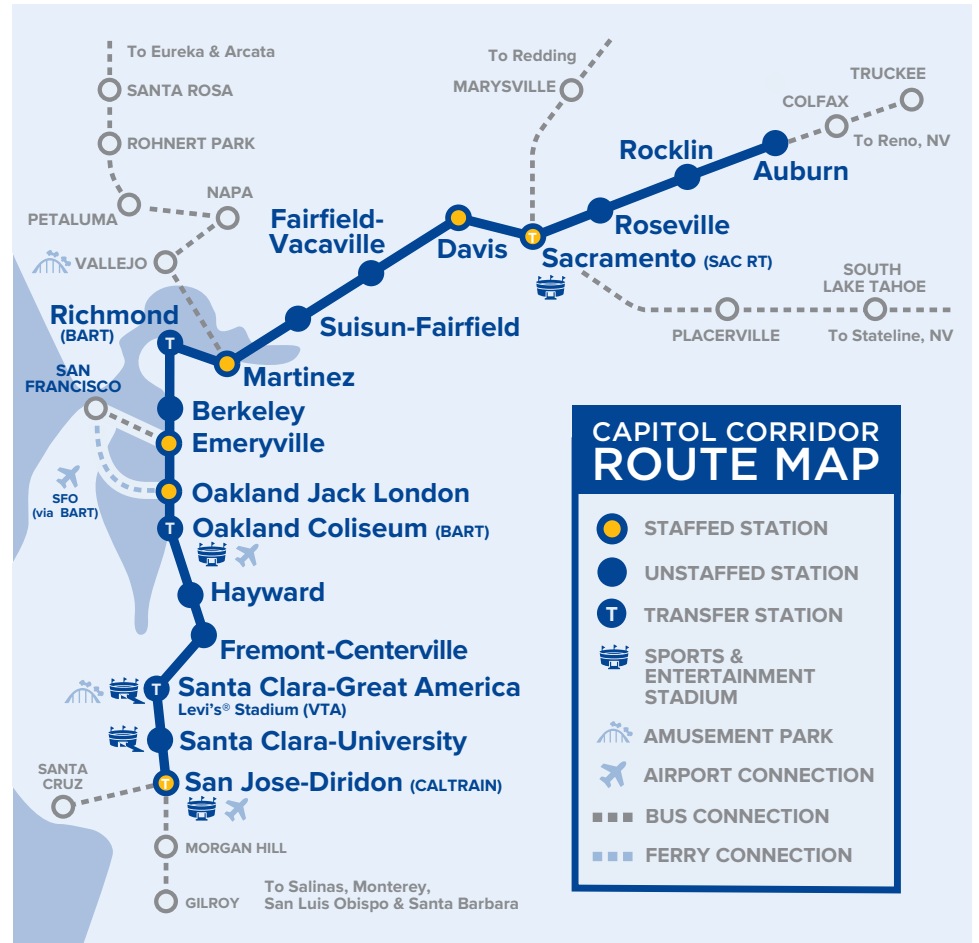 To Eureka & Arcata
SANTA ROSA
ROHNERT PARK
NAPA
PETALUMA
VALLEJO
To Redding
MARYSVILLE
TRUCKEE
COLFAX
To Reno, NV
Rocklin
Auburn
Roseville
Fairfield-
Vacaville
Davis
T
Sacramento (SAC RT)
SOUTH
LAKE TAHOE
PLACERVILLE
To Stateline, NV
Suisun-Fairfield
Richmond
(BART)
T
Martinez
SAN
FRANCISCO
Berkeley
Emeryville
SFO
(via BART)
Oakland Jack London
T
Oakland Coliseum (BART)
Hayward
Fremont-Centerville
T
Santa Clara-Great America
Levi's® Stadium (VTA)
Santa Clara-University
SANTA
CRUZ
T
San Jose-Diridon (CALTRAIN)
MORGAN HILL
GILROY
To Salinas, Monterey,
San Luis Obispo & Santa Barbara
CAPITOL CORRIDOR
ROUTE MAP
STAFFED STATION
UNSTAFFED STATION
T
TRANSFER STATION
SPORTS &
ENTERTAINMENT
STADIUM
AMUSEMENT PARK
AIRPORT CONNECTION
BUS CONNECTION
FERRY CONNECTION